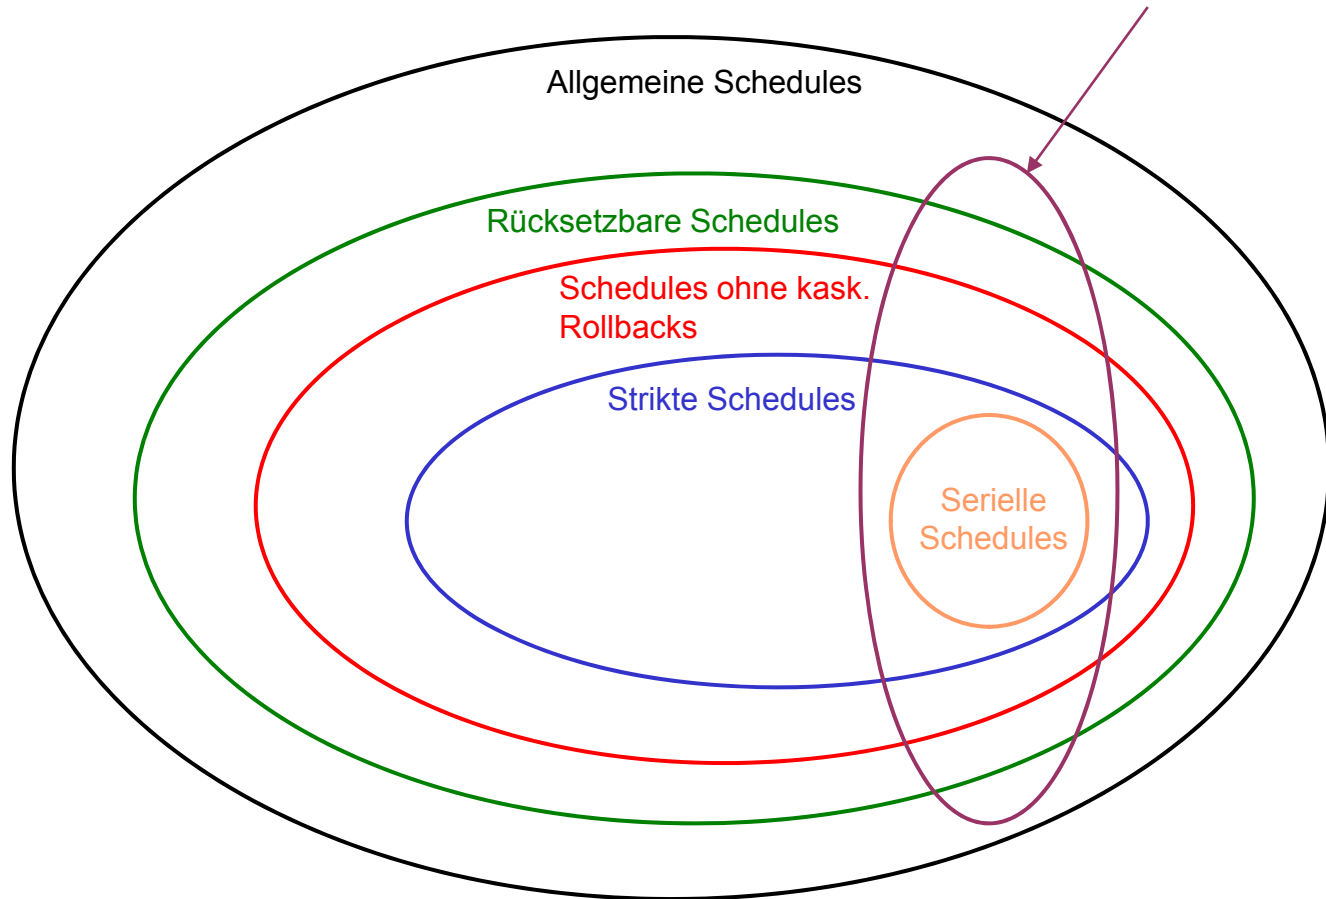 Allgemeine Schedules
Rücksetzbare Schedules
Schedules ohne kask.
Rollbacks
Strikte Schedules
Serielle
Schedules